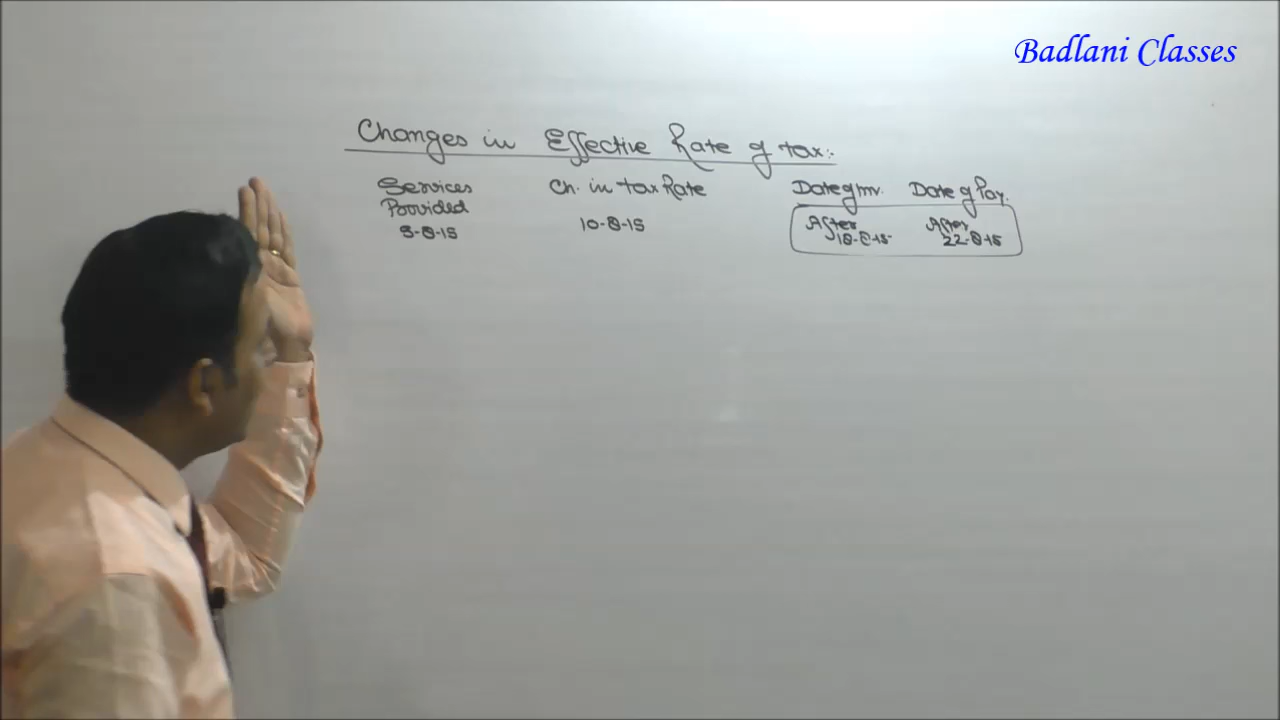 Badlani Classes
Changes in Effective Rate of tax:-
Services Provided
Ch. in tax Rate
Date of Inv.
Date of Pay.
5-8-15
10-8-15
After 18-8-15
After 22-8-15